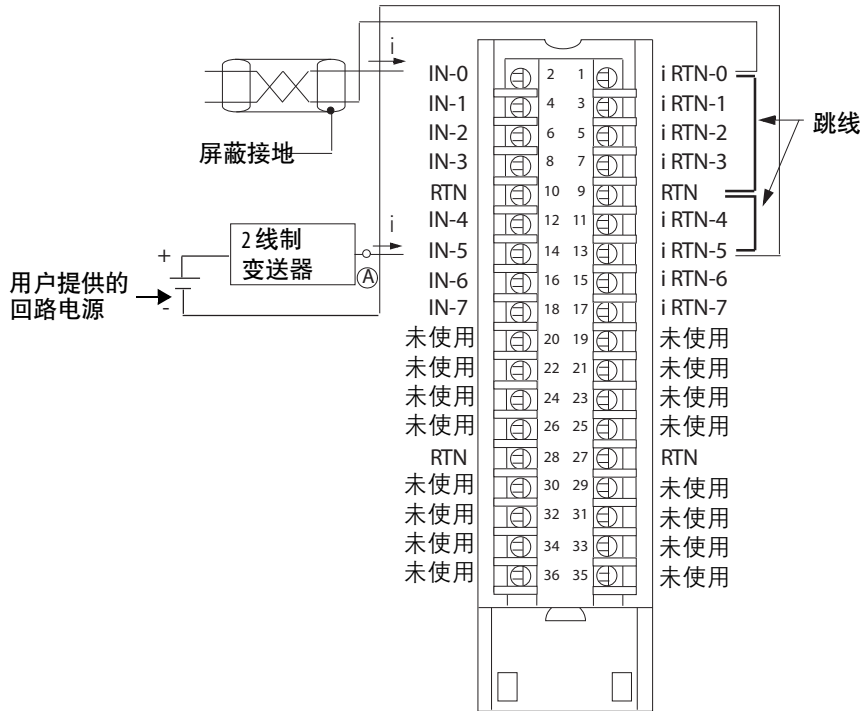 i
IN-0 2 1 i RTN-0
IN-1 4 3 i RTN-1
IN-2 6 5 i RTN-2
跳线
屏蔽接地
IN-3 8 7 i RTN-3
RTN 10 9 RTN
IN-4 12 11 i RTN-4
2线制
变送器
i
+
A
IN-5 14 13 i RTN-5
用户提供的
回路电源
-
IN-6 16 15 i RTN-6
IN-7 18 17 i RTN-7
未使用 20 19 未使用
未使用 22 21 未使用
未使用 24 23 未使用
未使用 26 25 未使用
RTN 28 27 RTN
未使用 30 29 未使用
未使用 32 31 未使用
未使用 34 33 未使用
未使用 36 35 未使用